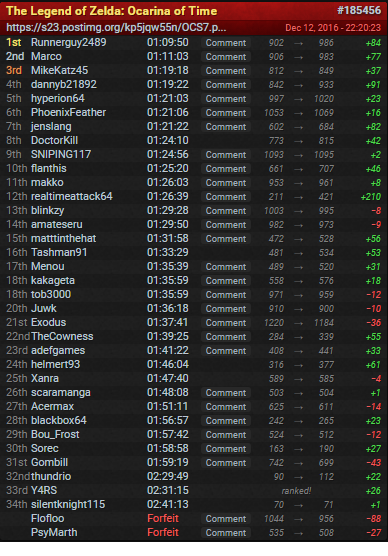 The Legend of Zelda: Ocarina of Time #185456
https://s23.postimg.org/kp5jqw55n/OCS7.p... Dec 12, 2016 - 22:20:23
1st Runnerguy2489 01:09:50 Comment 902 → 986 +84
2nd Marco 01:11:03 Comment 906 → 983 +77
3rd MikeKatz45 01:19:18 Comment 812 → 849 +37
4th dannyb21892 01:19:22 Comment 842 → 933 +91
5th hyperion64 01:21:03 Comment 997 → 1020 +23
6th PhoenixFeather 01:21:06 Comment 1053 → 1069 +16
7th jenslang 01:21:22 Comment 602 → 684 +82
8th DoctorKill 01:24:10 Comment 773 → 815 +42
9th SNIPING117 01:24:56 Comment 1093 → 1095 +2
10th flanthis 01:25:20 Comment 661 → 707 +46
11th makko 01:26:03 Comment 953 → 961 +8
12th realtimeattack64 01:26:39 Comment 211 → 421 +210
13th blinkzy 01:29:28 Comment 1003 → 995 −8
14th amateseru 01:29:50 Comment 982 → 973 −9
15th matttinthehat 01:31:58 Comment 472 → 528 +56
16th Tashman91 01:33:29 Comment 481 → 534 +53
17th Menou 01:35:39 Comment 489 → 520 +31
18th kakageta 01:35:39 Comment 558 → 576 +18
18th tob3000 01:35:39 Comment 971 → 959 −12
20th Juwk 01:36:18 Comment 910 → 900 −10
21st Exodus 01:37:41 Comment 1220 → 1184 −36
22nd TheCowness 01:39:25 Comment 284 → 339 +55
23rd adefgames 01:41:22 Comment 408 → 441 +33
24th helmert93 01:46:04 316 → 377 +61
25th Xanra 01:47:40 589 → 585 −4
26th scaramanga 01:48:08 Comment 503 → 504 +1
27th Acermax 01:51:11 Comment 625 → 611 −14
28th blackbox64 01:56:57 Comment 242 → 265 +23
29th Bou_Frost 01:57:42 Comment 524 → 512 −12
30th Sorec 01:58:58 Comment 163 → 190 +27
31st Gombill 01:59:19 Comment 742 → 699 −43
32nd thundrio 02:29:49 90 → 112 +22
33rd Y4RS 02:31:15 ranked! +26
34th silentknight115 02:41:13 Comment 70 → 71 +1
Flofloo Forfeit Comment 1044 → 956 −88
PsyMarth Forfeit Comment 535 → 508 −27